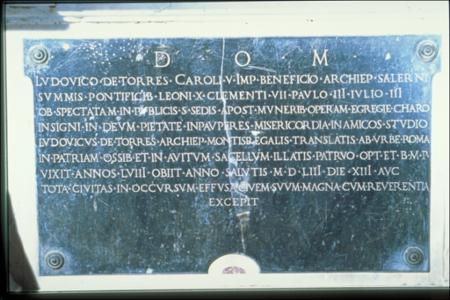 D O M
LVDOVICO · DE · TORRES · CAROLI · V · IMP · BENEFICIO · ARCHIEP · SALERNI
SVMMIS · PONTIFICIB · LEONI · X · CLEMENTI · VII · PAVLO · III · IVLIO · III
OB · SPECTATAM · IN · PVBLICIS · S · SEDIS · APOST · MVNERIB · OPERAM · EGREGIE · CHARO
INSIGNI · IN · DEVM · PIETATE · IN PAVPERES · MISERICORDIA · IN AMICOS · STVDIO
LVDOVICVS · DE · TORRES · ARCHIEP · MONTISREGALIS · TRANSLATIS · AB VRBE · ROMA
IN · PATRIAM · OSSIB · ET · IN · AVITVM · SACELLVM · ILLATIS · PATRVO · OPT · ET · B · M · P
VIXIT · ANNOS · LVIII · OBIIT · ANNO · SALVTIS · M · D · LIII · DIE · XIII · AVG
TOTA · CIVITAS · IN · OCCVRSVM · EFFVSA · CIVEM · SVVM · MAGNA · CVM · REVERENTIA
EXCEPIT